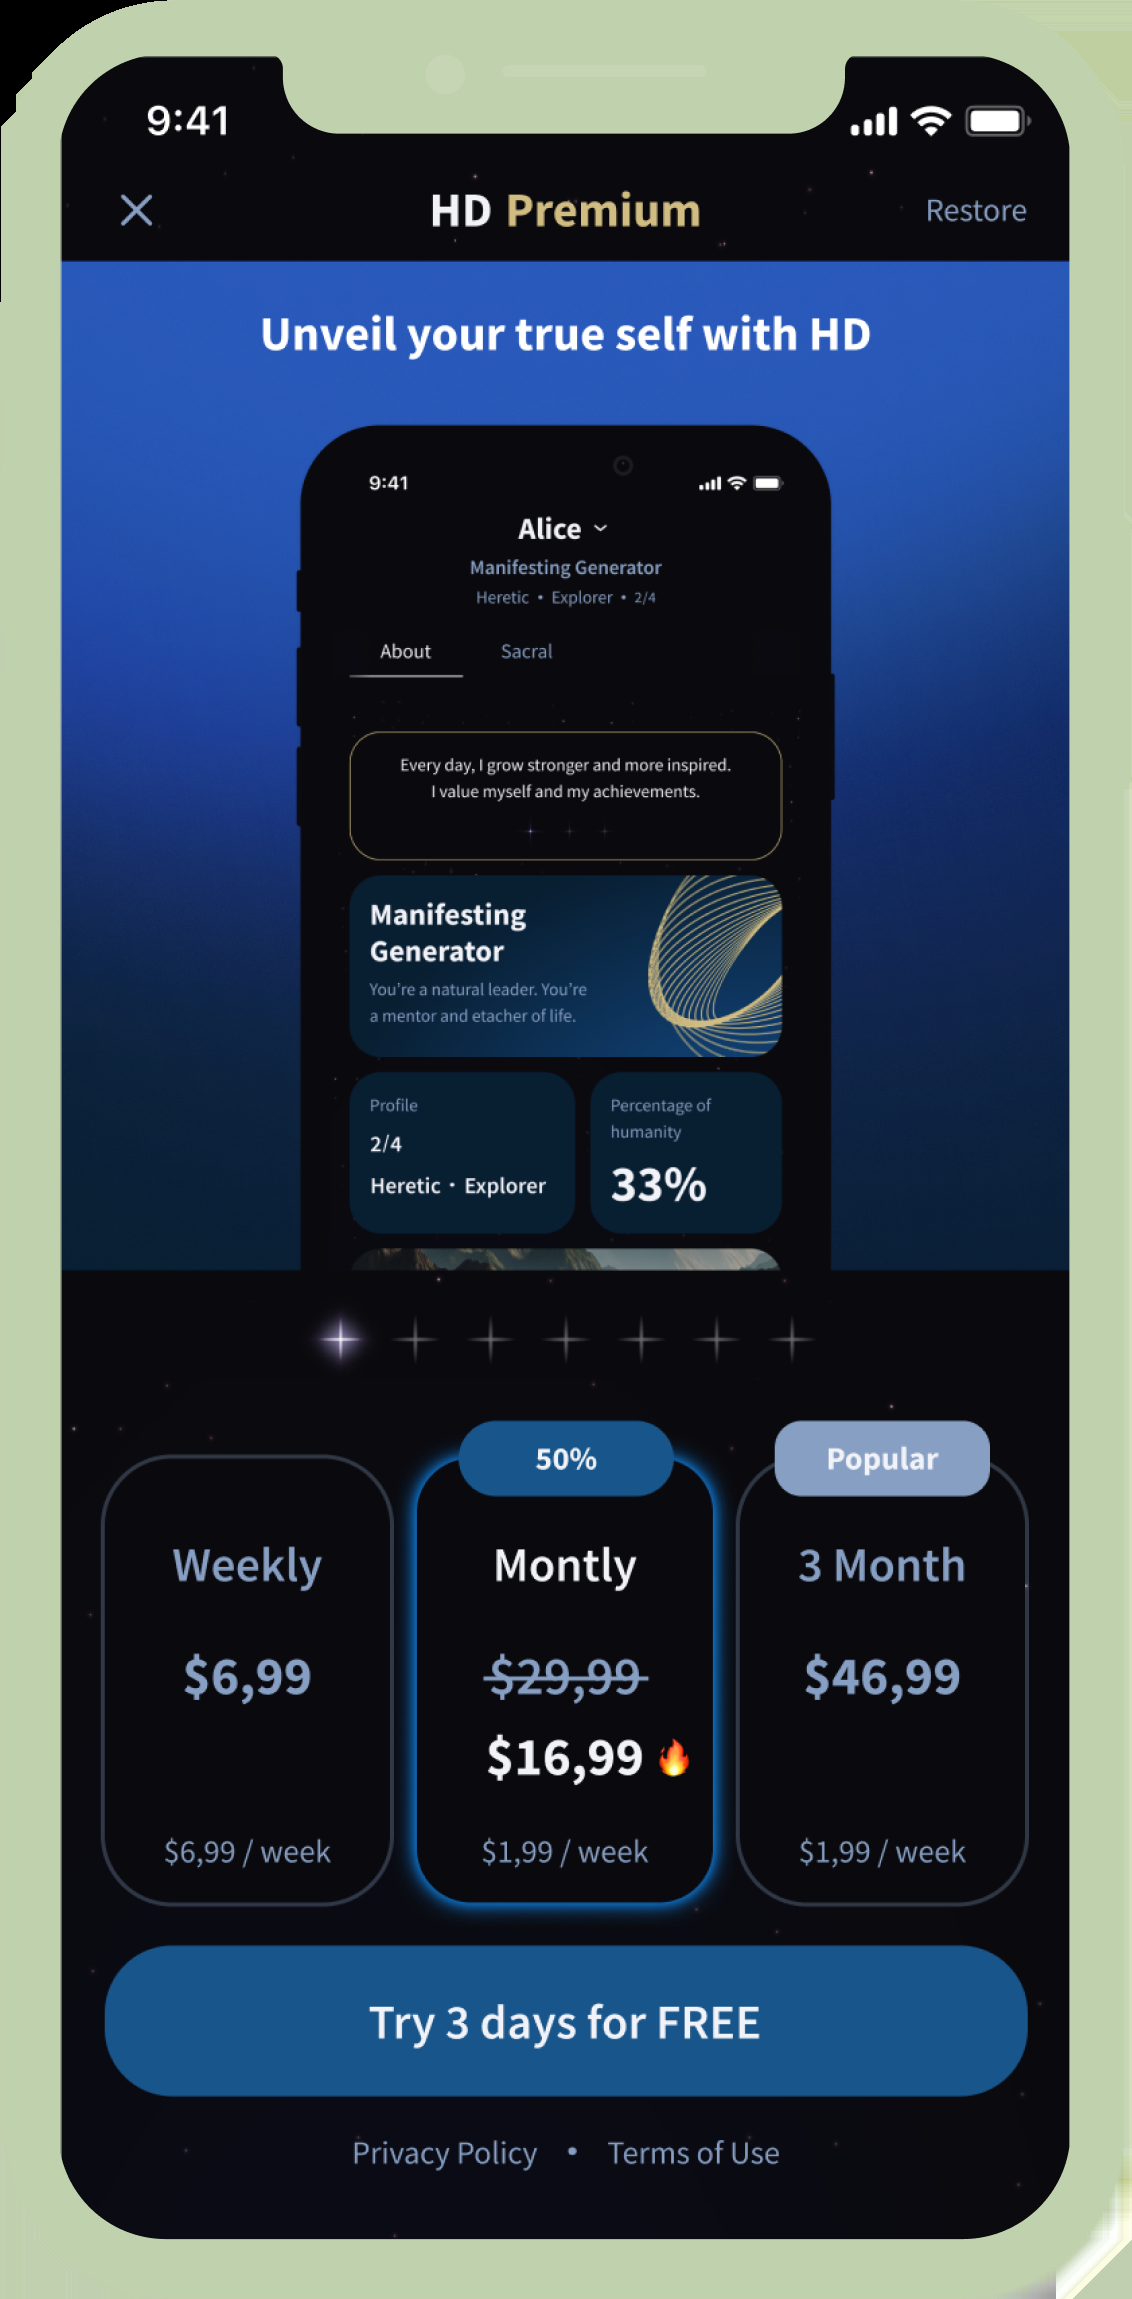 9:41
HD Premium
Restore
Unveil your true self with HD
9:41
Alice
Manifesting Generator
Heretic • Explorer • 2/4
About
Sacral
Every day, I grow stronger and more inspired.
I value myself and my achievements.
Manifesting
Generator
You're a natural leader. You're
a mentor and etacher of life.
Profile
2/4
Heretic • Explorer
Percentage of
humanity
33%
Weekly
$6,99
$6,99 / week
50%
Montly
$29,99
$16,99 🔥
$1,99 / week
Popular
3 Month
$46,99
$1,99 / week
Try 3 days for FREE
Privacy Policy • Terms of Use